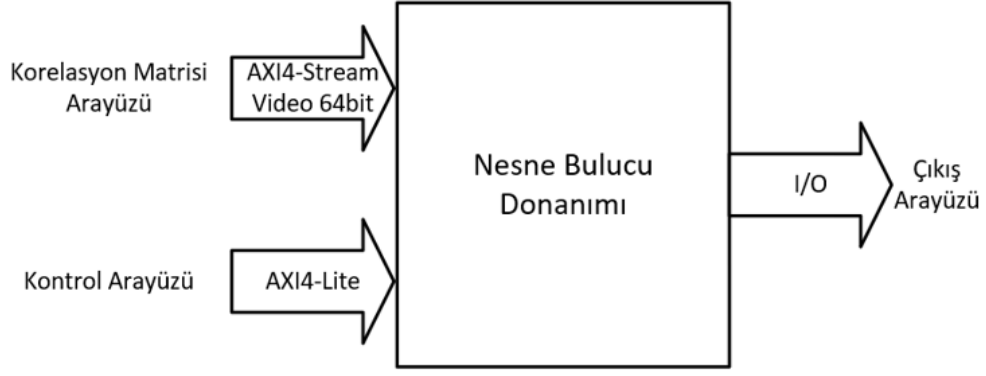 Korelasyon Matrisi
Arayüzü
AXI4-Stream
Video 64bit
Nesne Bulucu
Donanımı
I/O
Çıkış
Arayüzü
Kontrol Arayüzü
AXI4-Lite